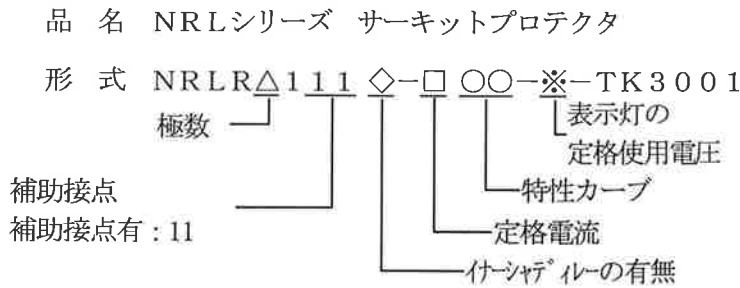 品 名 NRLシリーズ サーキットプロテクタ
形 式 NRLR△111◇-□○○-※-TK3001
極数
表示灯の
定格使用電圧
補助接点
補助接点有:11
特性カーブ
定格電流
イナーシャディレーの有無